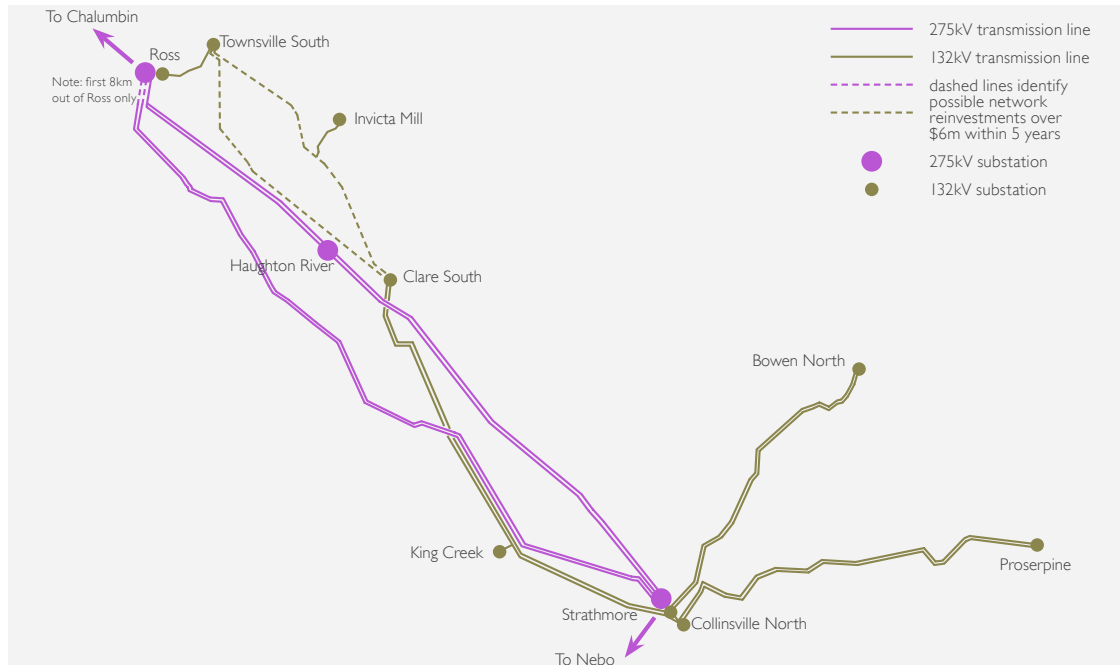 To Chalumbin
Ross
Townsville South
Note: first 8km
out of Ross only
Invicta Mill
Haughton River
Clare South
Bowen North
King Creek
Proserpine
Strathmore
Collinsville North
To Nebo
275kV transmission line
132kV transmission line
dashed lines identify
possible network
reinvestments over
$6m within 5 years
275kV substation
132kV substation